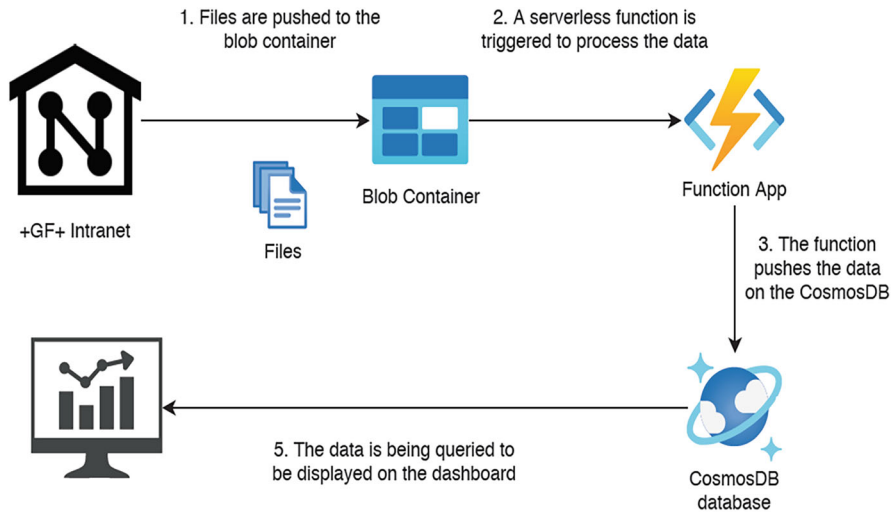 1. Files are pushed to the
blob container
2. A serverless function is
triggered to process the data
+GF+ Intranet
Files
Blob Container
Function App
3. The function
pushes the data
on the CosmosDB
5. The data is being queried to
be displayed on the dashboard
CosmosDB
database